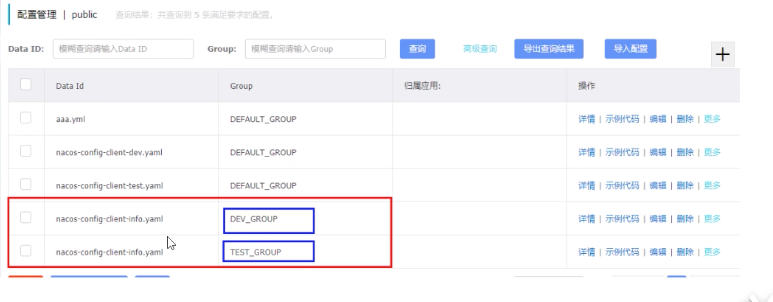 配置管理 | public 查询结果：共查询到 5 条满足要求的配置。
Data ID: 模糊查询请输入Data ID Group: 模糊查询请输入Group 查询 高级查询 导出查询结果 导入配置 +
Data Id Group 归属应用: 操作
aaa.yml DEFAULT_GROUP 详情 | 示例代码 | 编辑 | 删除 | 更多
nacos-config-client-dev.yaml DEFAULT_GROUP 详情 | 示例代码 | 编辑 | 删除 | 更多
nacos-config-client-test.yaml DEFAULT_GROUP 详情 | 示例代码 | 编辑 | 删除 | 更多
nacos-config-client-info.yaml DEV_GROUP 详情 | 示例代码 | 编辑 | 删除 | 更多
nacos-config-client-info.yaml TEST_GROUP 详情 | 示例代码 | 编辑 | 删除 | 更多